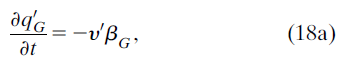 ∂q′_G/∂t = −υ′β_G, (18a)